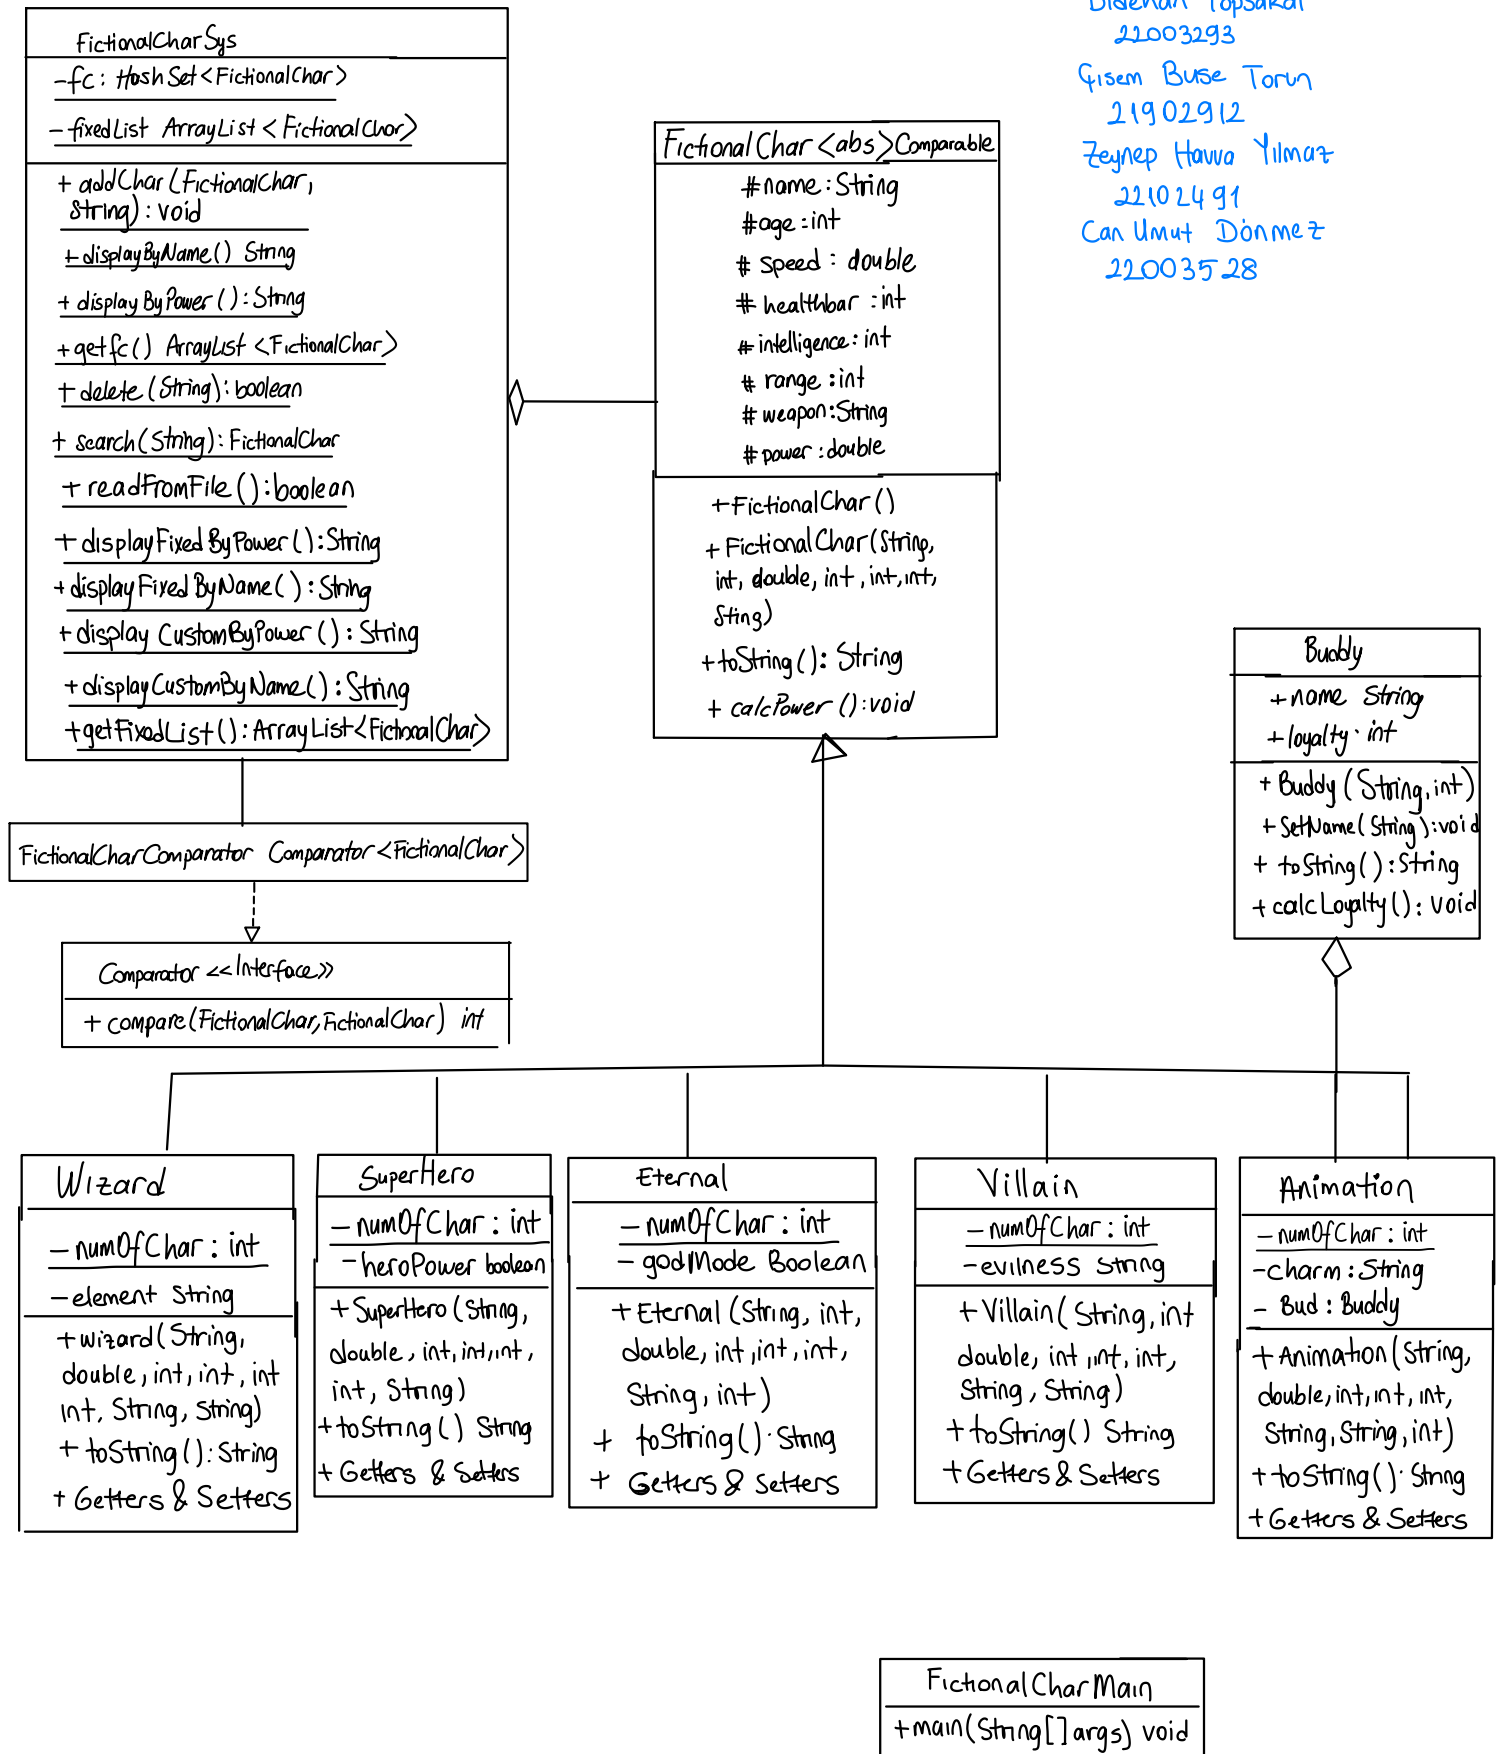 Topsakal
22003293
Çisem Buse Torun
21902912
Zeynep Havva Yılmaz
22102491
Can Umut Dönmez
22003528
FictionalCharSys
-fc: HashSet<FictionalChar>
-fixedList ArrayList<FictionalChar>
+addChar(FictionalChar,
String): void
+displayByName() String
+displayByPower(): String
+getfc() ArrayList<FictionalChar>
+delete(String): boolean
+search(String): FictionalChar
+readFromFile(): boolean
+displayFixedByPower(): String
+displayFixedByName(): String
+display CustomByPower(): String
+displayCustomByName(): String
+getFixedList(): ArrayList<FictionalChar>
FictionalChar<abs>Comparable
#name: String
#age: int
# speed: double
# healthbar: int
#intelligence: int
# range: int
# weapon: String
#power: double
+FictionalChar()
+FictionalChar(String,
int, double, int, int, int,
Sting)
+toString(): String
+ calcPower(): void
Buddy
+name String
+loyalty· int
+ Buddy(String, int)
+SetName(String): void
+ toString(): String
+calcLoyalty(): void
FictionalCharComparator Comparator<FictionalChar>
Comparator <<Interface>>
+ compare(FictionalChar, FictionalChar) int
Wizard
-numOfChar: int
-element String
+wizard(String,
double, int, int, int
int, String, String)
+ toString(): String
+ Getters & Setters
SuperHero
-numOfChar: int
-heroPower boolean
+SuperHero(String,
double, int, int, int,
int, String)
+toString() String
+ Getters & Setters
Eternal
-numOfChar: int
- godMode Boolean
+Eternal(String, int,
double, int, int, int,
String, int)
+ toString()· String
+ Getters & Setters
Villain
-numOfChar: int
-evilness string
+Villain(String, int
double, int, int, int,
String, String)
+toString() String
+Getters & Setters
Animation
-numOfChar: int
-charm: String
- Bud: Buddy
+Animation(String,
double, int, int, int,
String, String, int)
+toString()· String
+Getters & Setters
FictionalCharMain
+main(String[] args) void